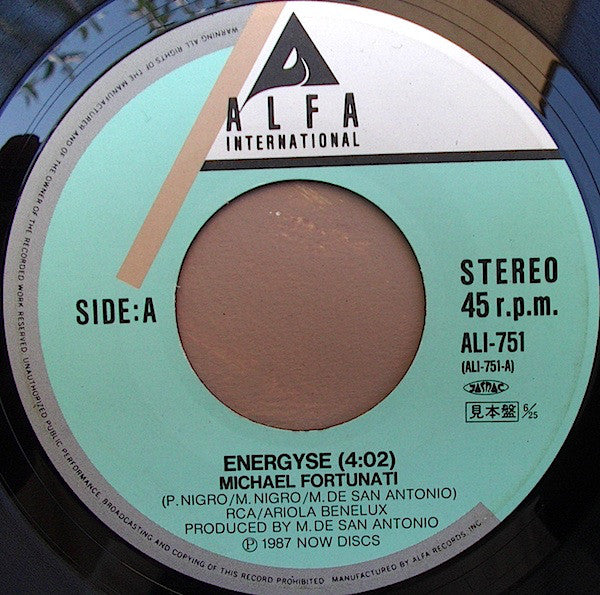 ALFA
INTERNATIONAL
SIDE:A
STEREO
45 r.p.m.
ALI-751
(ALI-751-A)
JASRAC
見本盤 6/25
ENERGYSE (4:02)
MICHAEL FORTUNATI
(P. NIGRO/M. NIGRO/M. DE SAN ANTONIO)
RCA/ARIOLA BENELUX
PRODUCED BY M. DE SAN ANTONIO
Ⓟ 1987 NOW DISCS
WARNING: ALL RIGHTS OF THE MANUFACTURER AND OF THE OWNER OF THE RECORDED WORK RESERVED. UNAUTHORIZED PUBLIC PERFORMANCE, BROADCASTING AND COPYING OF THIS RECORD PROHIBITED. MANUFACTURED BY ALFA RECORDS, INC.